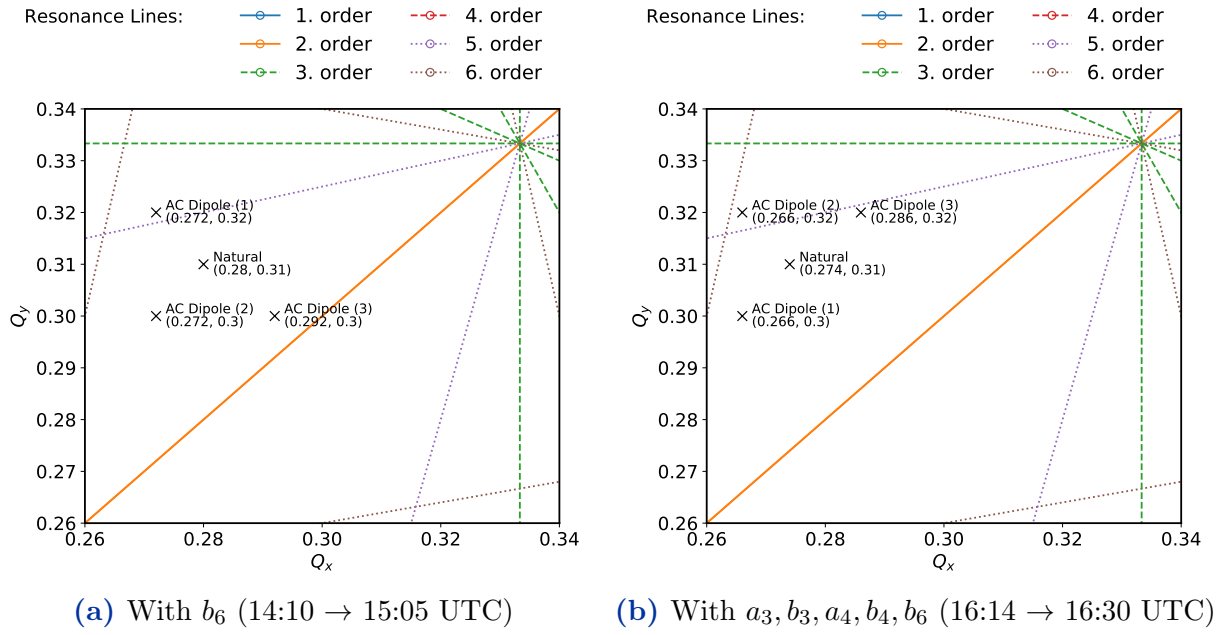 Resonance Lines:
1. order
2. order
3. order
4. order
5. order
6. order
0.34
0.33
0.32
0.31
0.30
0.29
0.28
0.27
0.26
Q_y
AC Dipole (1)
(0.272, 0.32)
Natural
(0.28, 0.31)
AC Dipole (2)
(0.272, 0.3)
AC Dipole (3)
(0.292, 0.3)
0.26 0.28 0.30 0.32 0.34
Q_x
(a) With b_6 (14:10 → 15:05 UTC)
Resonance Lines:
1. order
2. order
3. order
4. order
5. order
6. order
0.34
0.33
0.32
0.31
0.30
0.29
0.28
0.27
0.26
Q_y
AC Dipole (2)
(0.266, 0.32)
AC Dipole (3)
(0.286, 0.32)
Natural
(0.274, 0.31)
AC Dipole (1)
(0.266, 0.3)
0.26 0.28 0.30 0.32 0.34
Q_x
(b) With a_3, b_3, a_4, b_4, b_6 (16:14 → 16:30 UTC)